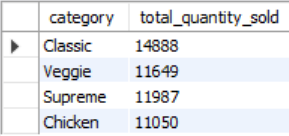 category total_quantity_sold
Classic 14888
Veggie 11649
Supreme 11987
Chicken 11050